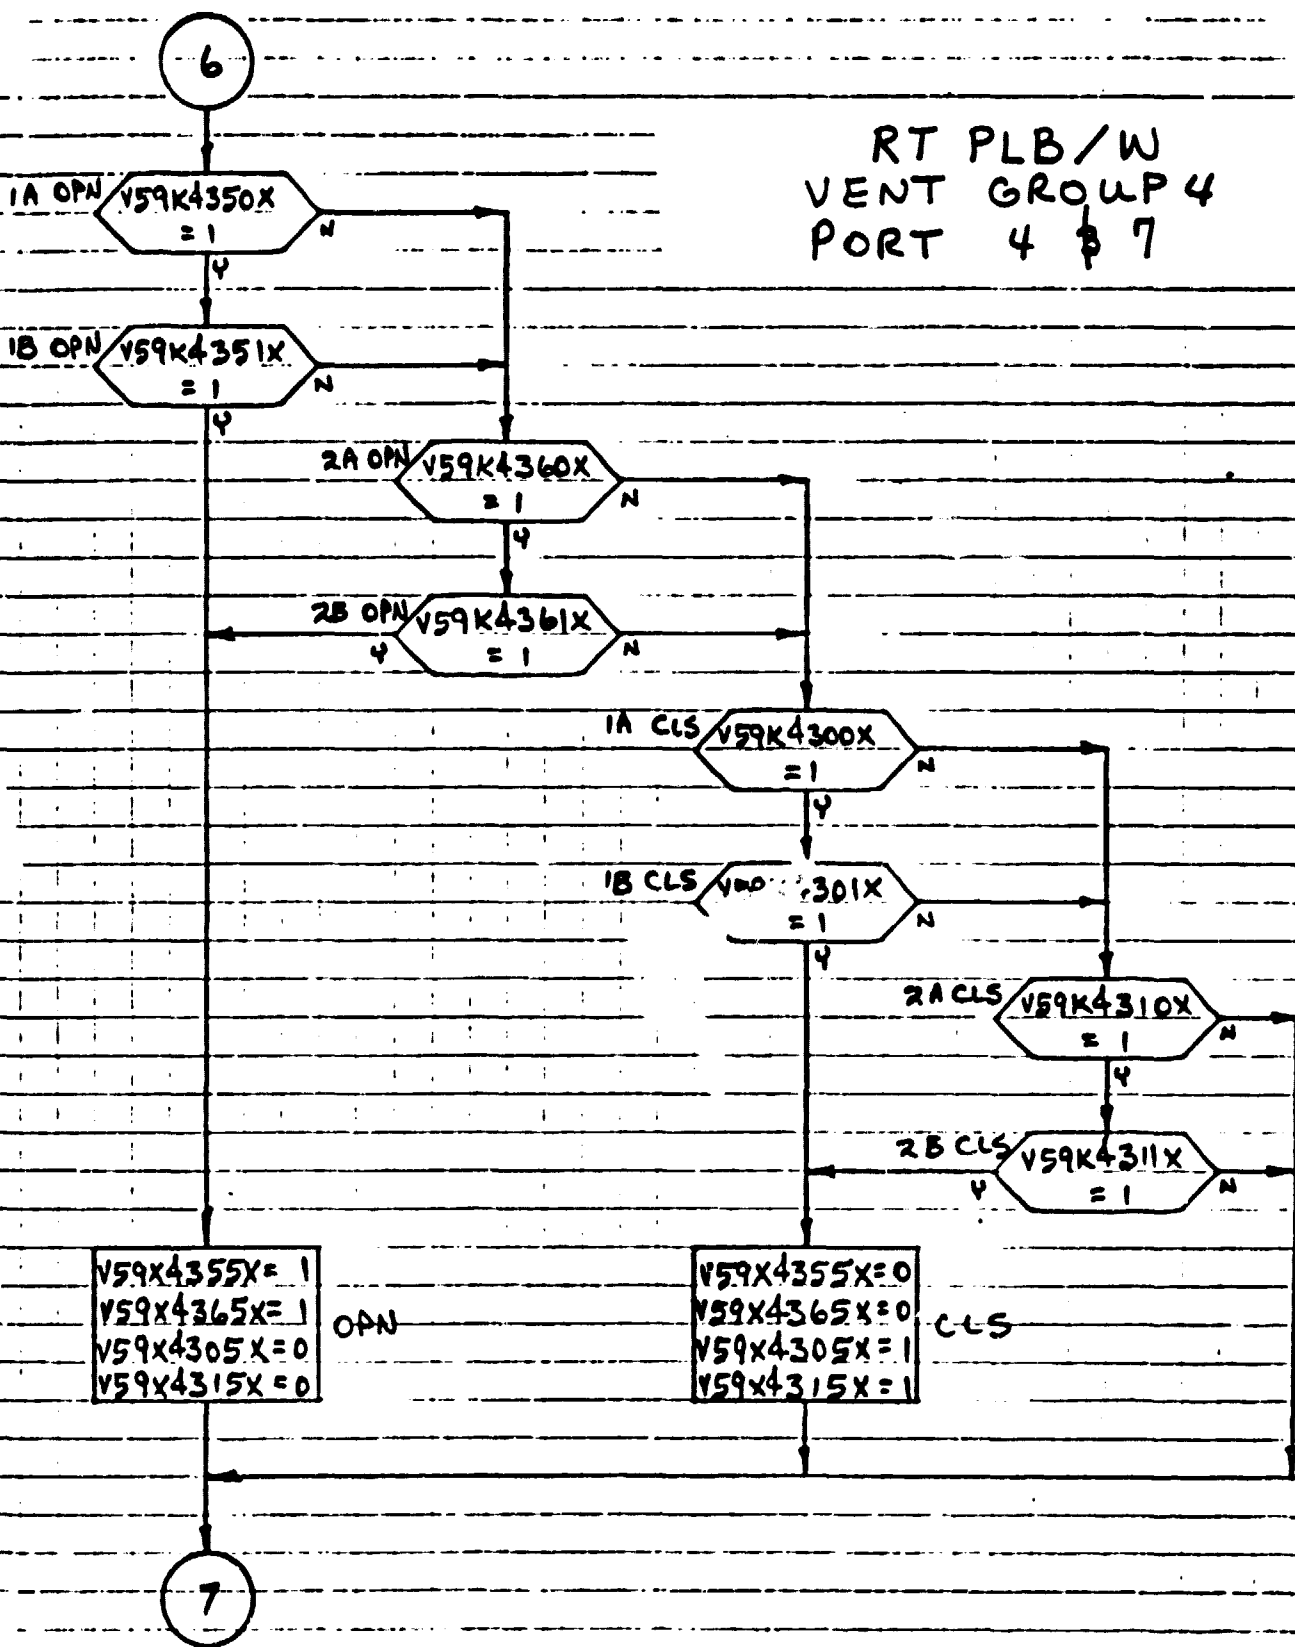 6
RT PLB/W
VENT GROUP 4
PORT 4 & 7
1A OPN
V59K4350X
= 1
N
Y
1B OPN
V59K4351X
= 1
N
Y
2A OPN
V59K4360X
= 1
N
Y
2B OPN
V59K4361X
= 1
Y
N
1A CLS
V59K4300X
= 1
N
Y
1B CLS
301X
= 1
N
Y
2A CLS
V59K4310X
= 1
N
Y
2B CLS
V59K4311X
= 1
Y
N
V59X4355X= 1
V59X4365X= 1
V59X4305X=0
V59X4315X=0
OPN
V59X4355X=0
V59X4365X=0
V59X4305X=1
V59X4315X=1
CLS
7